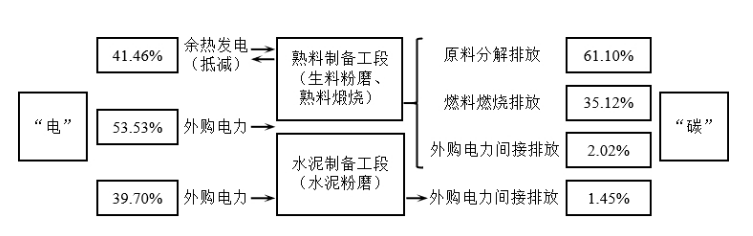 “电”
41.46%
余热发电
（抵减）
53.53%
外购电力
39.70%
外购电力
熟料制备工段
（生料粉磨、
熟料煅烧）
水泥制备工段
（水泥粉磨）
原料分解排放
61.10%
燃料燃烧排放
35.12%
外购电力间接排放
2.02%
外购电力间接排放
1.45%
“碳”